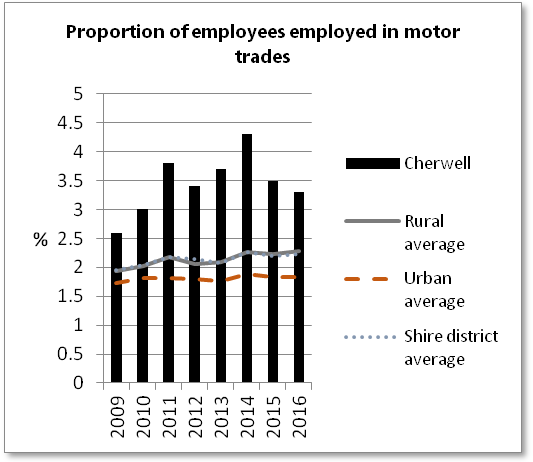 Proportion of employees employed in motor
trades
5
4.5
4
3.5
3
2.5
2
1.5
1
0.5
0
%
2009
2010
2011
2012
2013
2014
2015
2016
Cherwell
Rural
average
Urban
average
Shire district
average